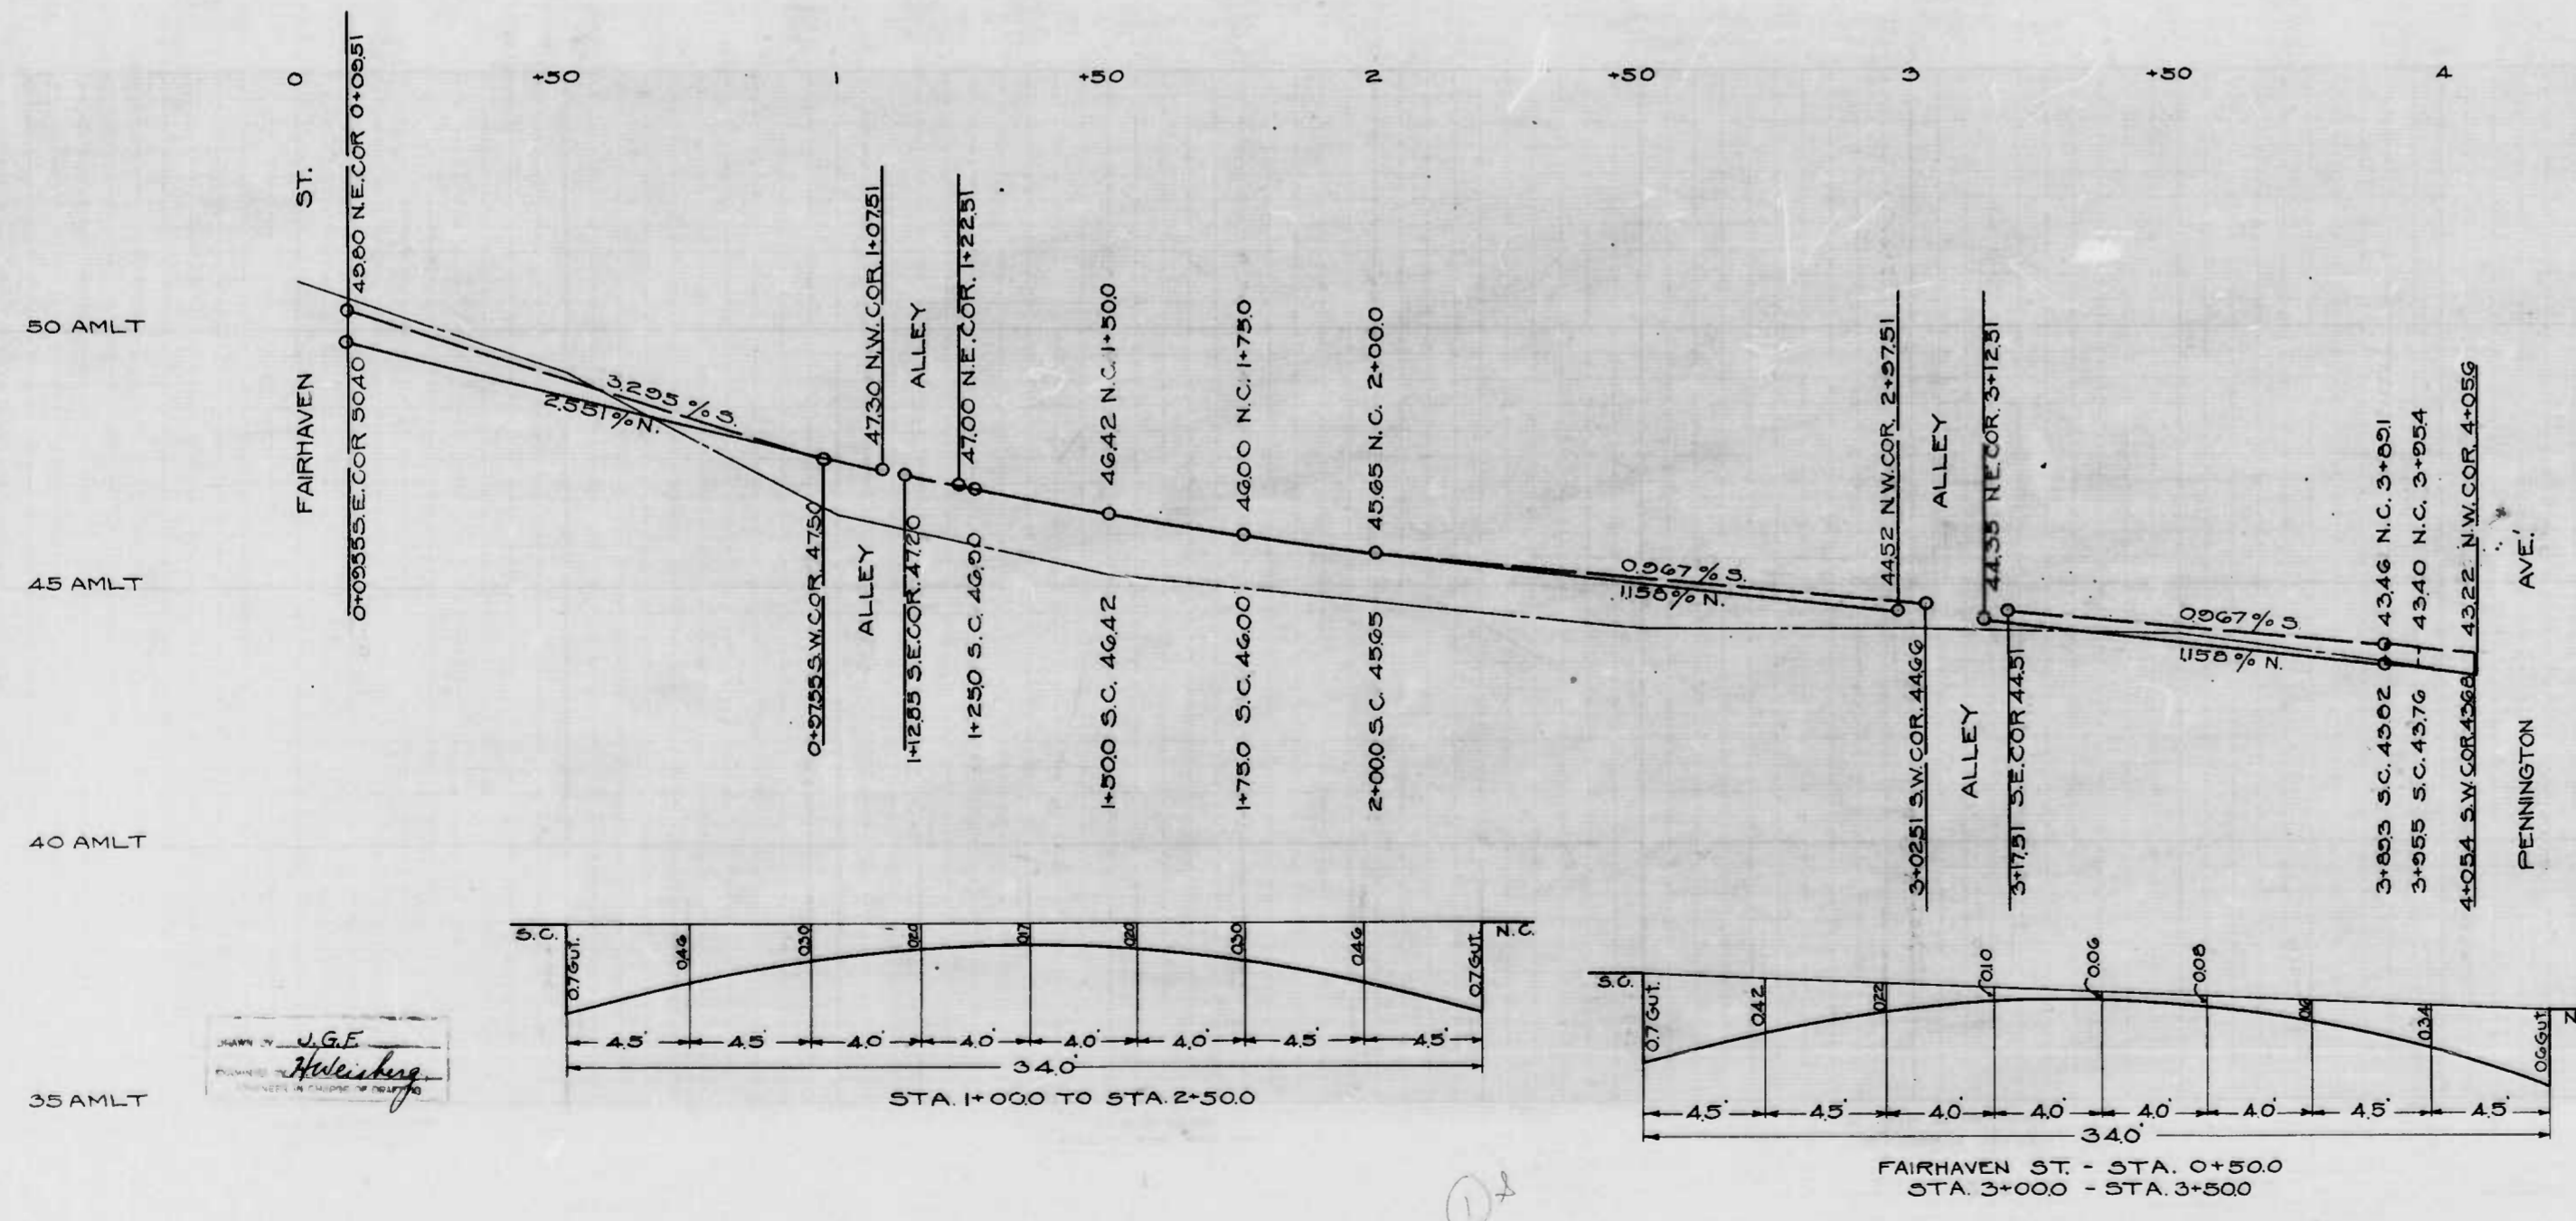 0 +50 1 +50 2 +50 3 +50 4
ST.
FAIRHAVEN
49.80 N.E.COR 0+09.51
0+09.55 S.E.COR 50.40
50 AMLT
45 AMLT
40 AMLT
35 AMLT
3.295 % S.
2.551 % N.
0+97.55 S.W.COR. 47.50
47.30 N.W.COR. 1+07.51
ALLEY
ALLEY
1+12.55 S.E.COR. 47.20
47.00 N.E.COR. 1+22.51
1+25.0 S.C. 46.90
46.42 N.C. 1+50.0
1+50.0 S.C. 46.42
46.00 N.C. 1+75.0
1+75.0 S.C. 46.00
45.65 N.C. 2+00.0
2+00.0 S.C. 45.65
0.967 % S.
1.158 % N.
44.52 N.W.COR. 2+97.51
3+02.51 S.W.COR. 44.66
ALLEY
ALLEY
44.35 N.E.COR. 3+12.51
3+17.51 S.E.COR 44.51
0.967 % S.
1.158 % N.
43.46 N.C. 3+89.1
3+89.3 S.C. 43.82
43.40 N.C. 3+95.4
3+95.5 S.C. 43.76
43.22 N.W.COR. 4+05.6
4+05.4 S.W.COR. 43.68
AVE.
PENNINGTON
S.C.
N.C.
0.7 GUT. 0.46 0.30 0.20 0.17 0.20 0.30 0.46 0.7 GUT.
4.5' 4.5' 4.0' 4.0' 4.0' 4.0' 4.5' 4.5'
34.0'
STA. 1+00.0 TO STA. 2+50.0
S.C.
N
0.7 GUT. 0.42 0.22 0.10 0.06 0.08 0.16 0.34 0.6 GUT.
4.5' 4.5' 4.0' 4.0' 4.0' 4.0' 4.5' 4.5'
34.0'
FAIRHAVEN ST. - STA. 0+50.0
STA. 3+00.0 - STA. 3+50.0
DRAWN BY J.G.F.
H Weisberg
ENGINEER IN CHARGE OF DRAFTING
1